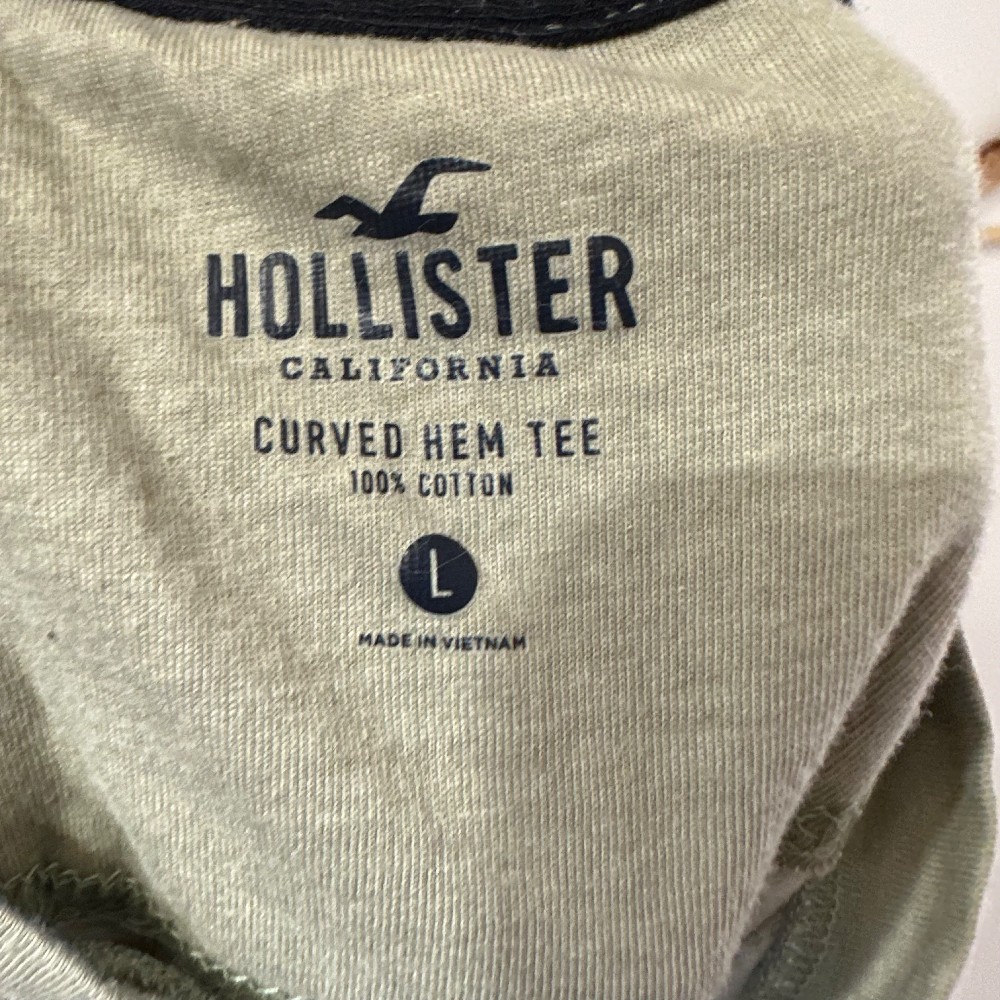 HOLLISTER
CALIFORNIA
CURVED HEM TEE
100% COTTON
L
MADE IN VIETNAM